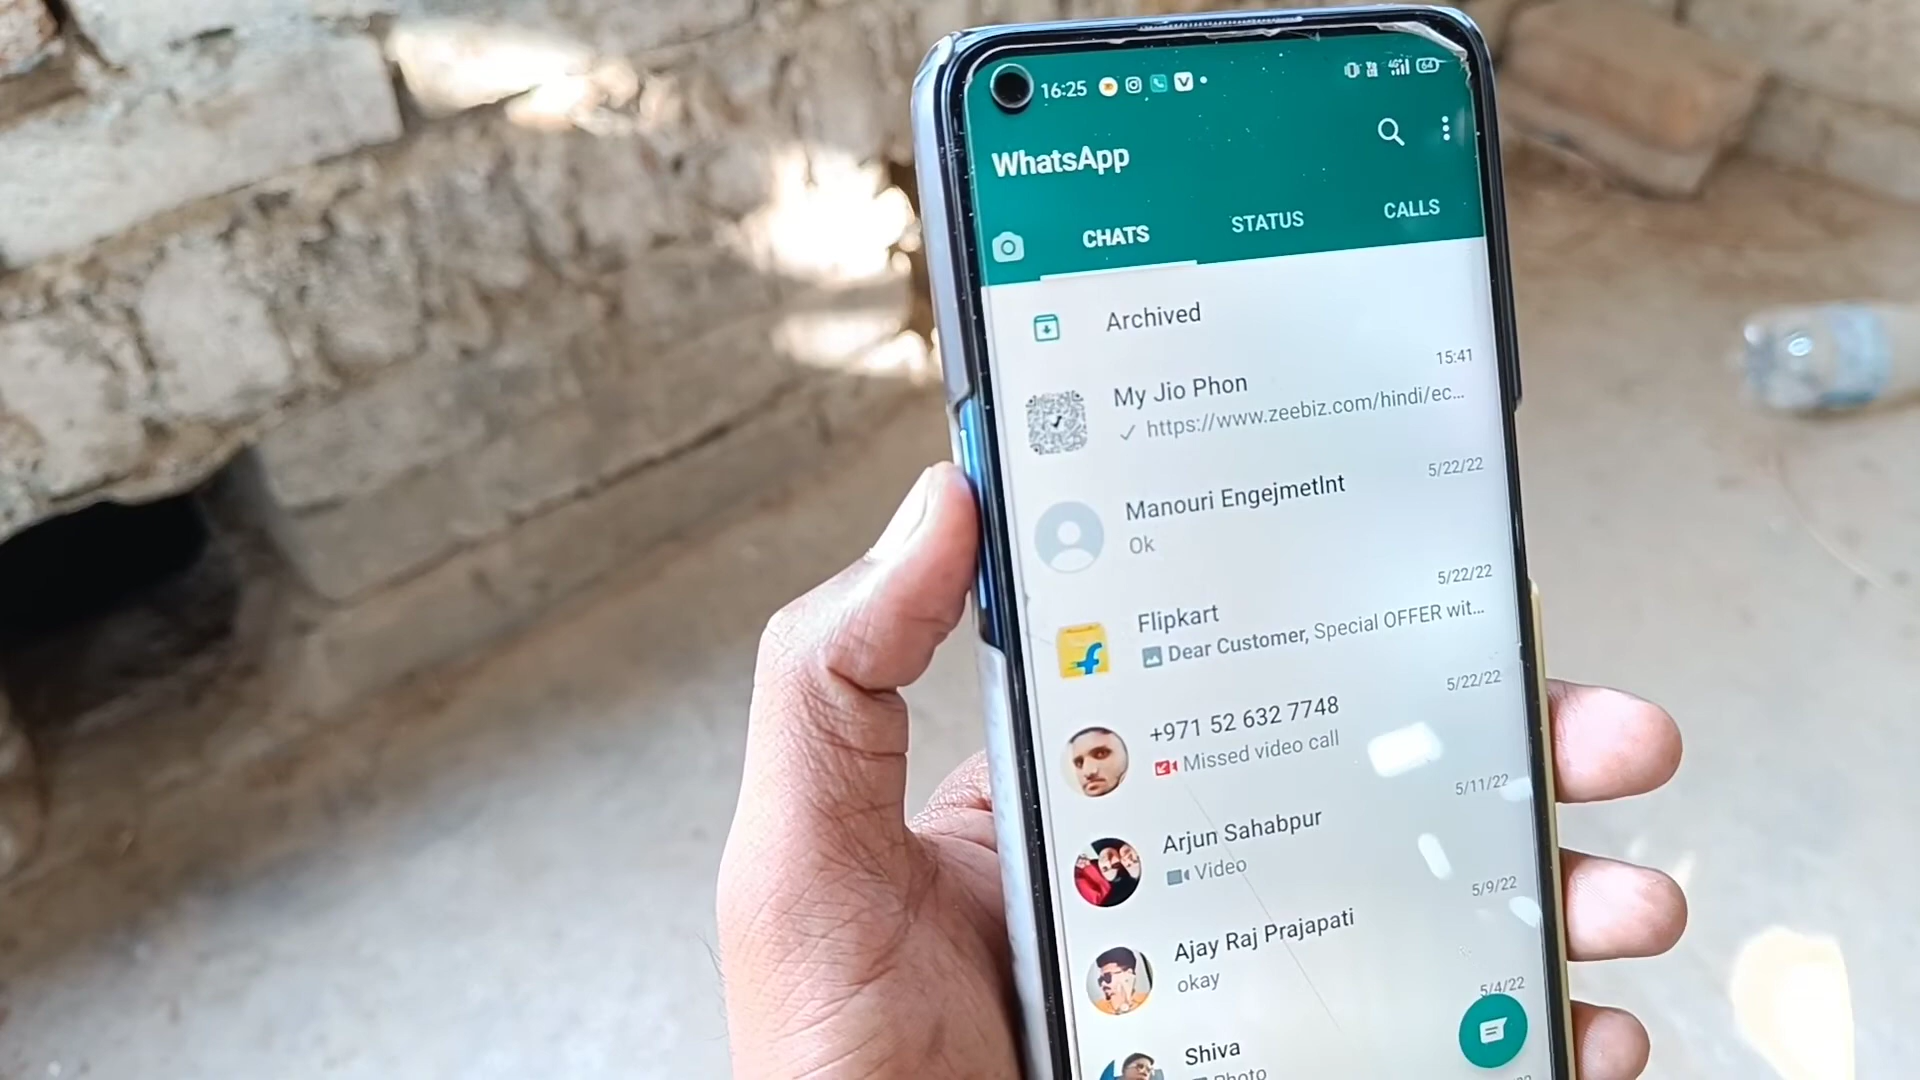 16:25
64
WhatsApp
CHATS STATUS CALLS
Archived
My Jio Phon 15:41
https://www.zeebiz.com/hindi/ec...
Manouri EngejmetInt 5/22/22
Ok
Flipkart 5/22/22
Dear Customer, Special OFFER wit...
+971 52 632 7748 5/22/22
Missed video call
Arjun Sahabpur 5/11/22
Video
Ajay Raj Prajapati 5/9/22
okay
Shiva 5/4/22
Photo